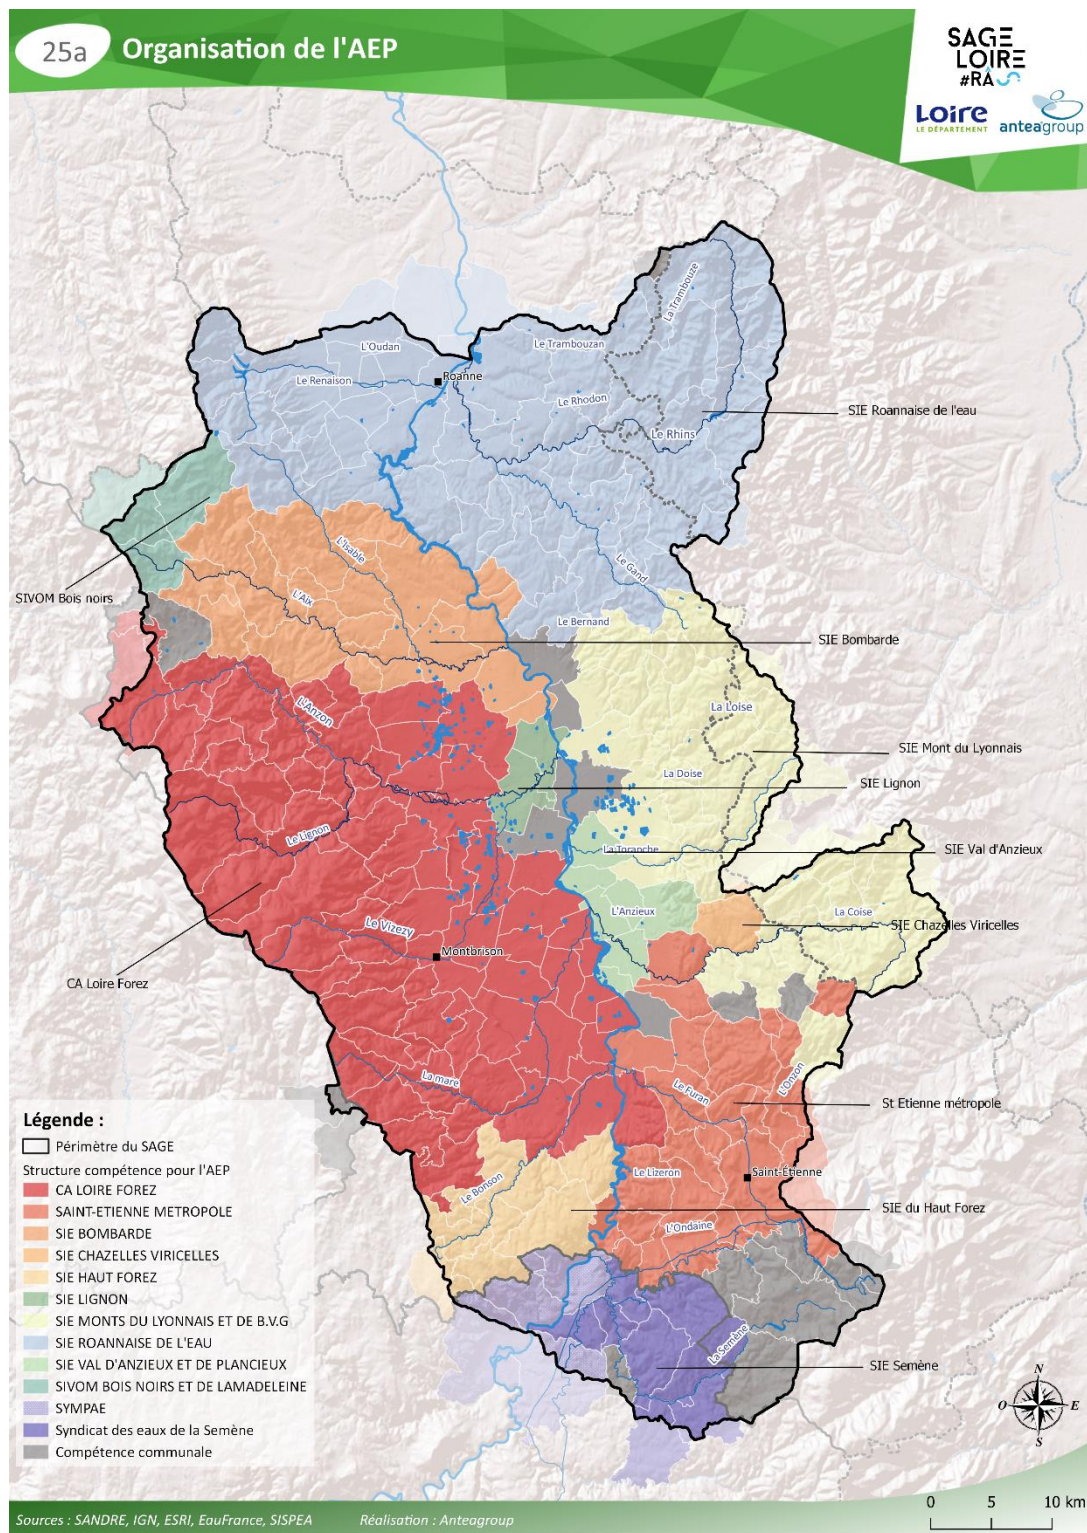 25a
Organisation de l'AEP
SAGE
LOIRE
#RA
Loire
LE DÉPARTEMENT
anteagroup
La Trambouze
L'Oudan
Le Trambouzan
Le Renaison
Roanne
Le Rhodon
SIE Roannaise de l'eau
Le Rhins
L'Isable
Le Gand
SIVOM Bois noirs
L'Aix
Le Bernand
SIE Bombarde
L'Anzon
La Loise
SIE Mont du Lyonnais
La Doise
SIE Lignon
Le Lignon
La Toranche
SIE Val d'Anzieux
L'Anzieux
La Coise
Le Vizezy
SIE Chazelles Viricelles
Montbrison
CA Loire Forez
La mare
Le Furan
L'Onzon
St Etienne métropole
Le Lizeron
Saint-Étienne
Le Bonson
SIE du Haut Forez
L'Ondaine
La Semène
SIE Semène
Légende :
Périmètre du SAGE
Structure compétence pour l'AEP
CA LOIRE FOREZ
SAINT-ETIENNE METROPOLE
SIE BOMBARDE
SIE CHAZELLES VIRICELLES
SIE HAUT FOREZ
SIE LIGNON
SIE MONTS DU LYONNAIS ET DE B.V.G
SIE ROANNAISE DE L'EAU
SIE VAL D'ANZIEUX ET DE PLANCIEUX
SIVOM BOIS NOIRS ET DE LAMADELEINE
SYMPAE
Syndicat des eaux de la Semène
Compétence communale
N
O
E
S
0 5 10 km
Sources : SANDRE, IGN, ESRI, EauFrance, SISPEA
Réalisation : Anteagroup